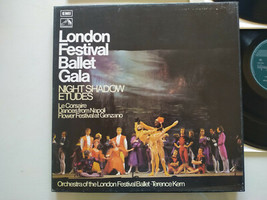 EMI
London
Festival Ballet
Gala
NIGHT SHADOW
ETUDES
Le Corsaire
Dances from Napoli
Flower Festival at Genzano
Orchestra of the London Festival Ballet · Terence Kern